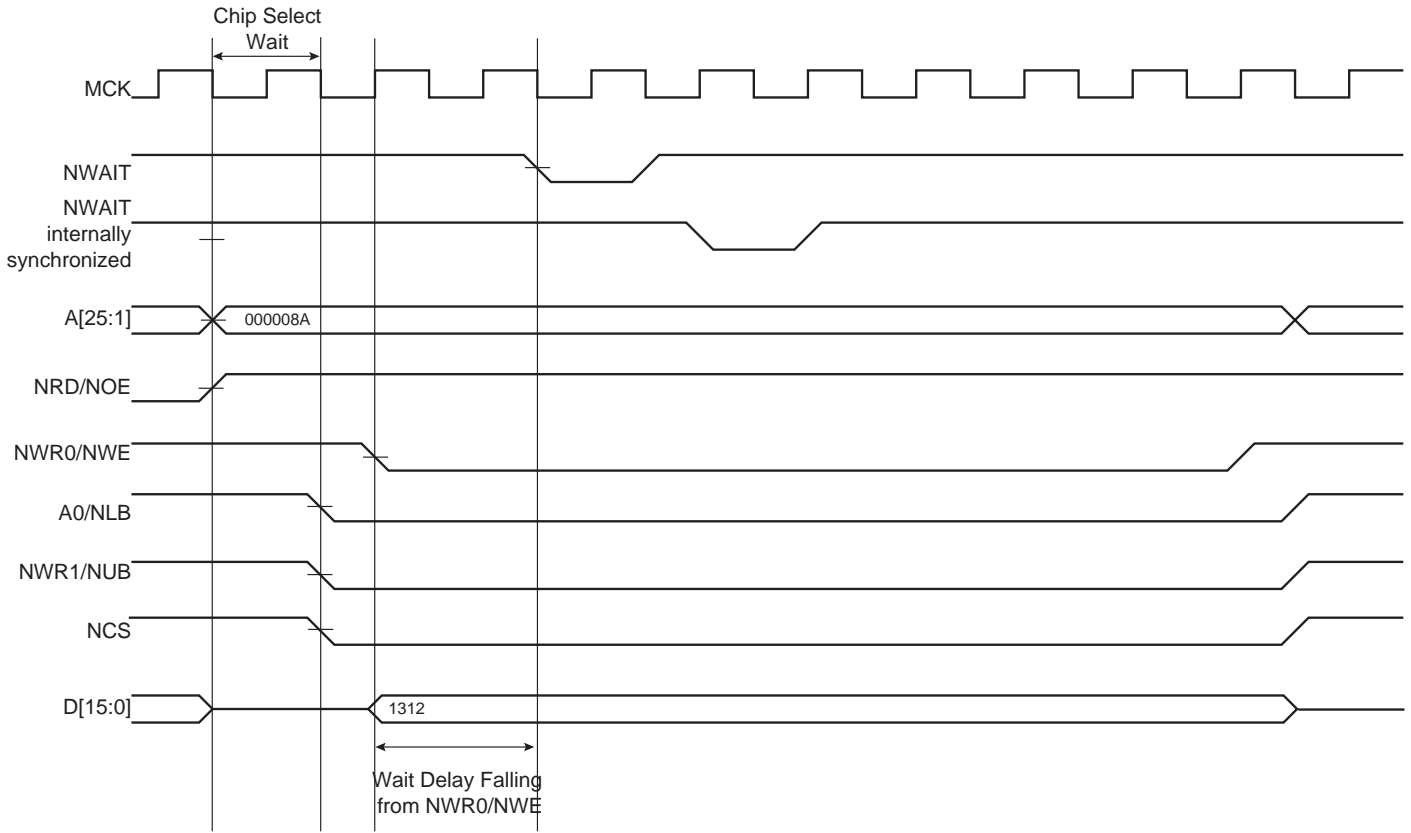 Chip Select
Wait
MCK
NWAIT
NWAIT
internally
synchronized
A[25:1]
000008A
NRD/NOE
NWR0/NWE
A0/NLB
NWR1/NUB
NCS
D[15:0]
1312
Wait Delay Falling
from NWR0/NWE